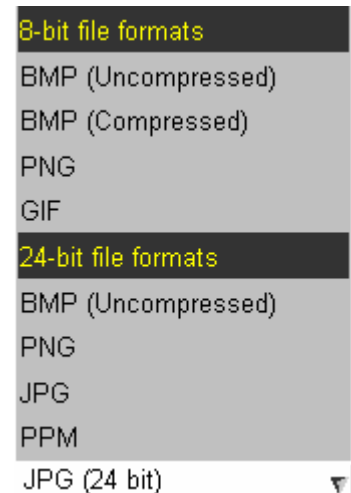 8-bit file formats
BMP (Uncompressed)
BMP (Compressed)
PNG
GIF
24-bit file formats
BMP (Uncompressed)
PNG
JPG
PPM
JPG (24 bit)